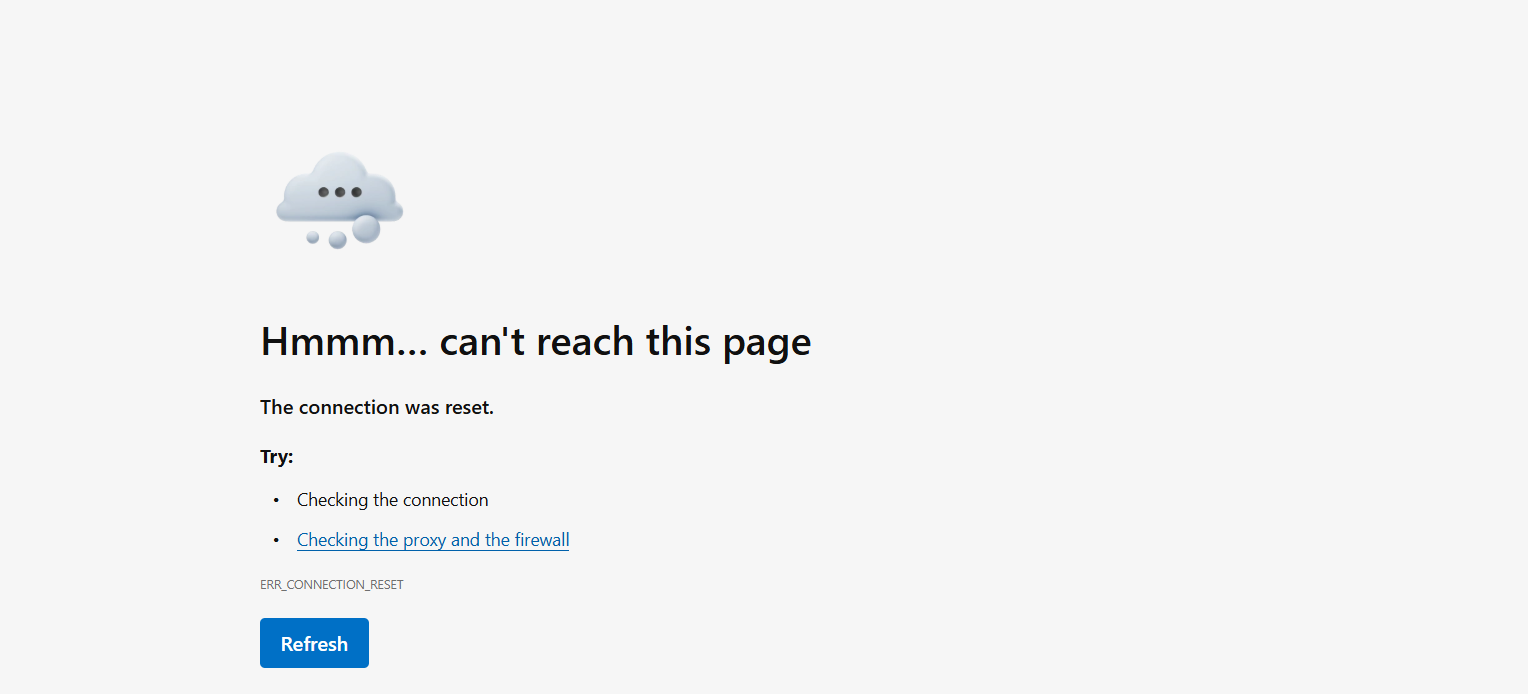 Hmmm... can't reach this page
The connection was reset.
Try:
• Checking the connection
• Checking the proxy and the firewall
ERR_CONNECTION_RESET
Refresh